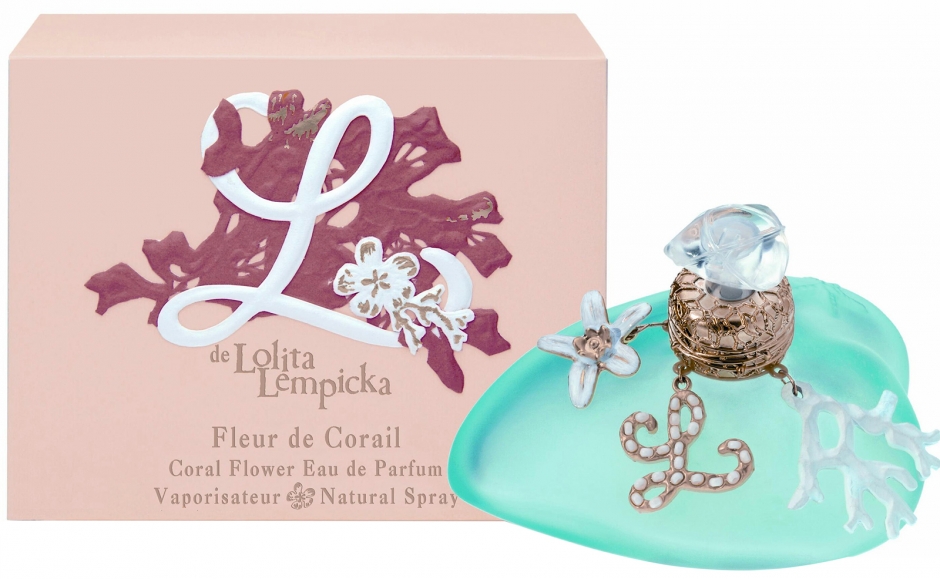 L
de Lolita
Lempicka
Fleur de Corail
Coral Flower Eau de Parfum
Vaporisateur Natural Spray
L